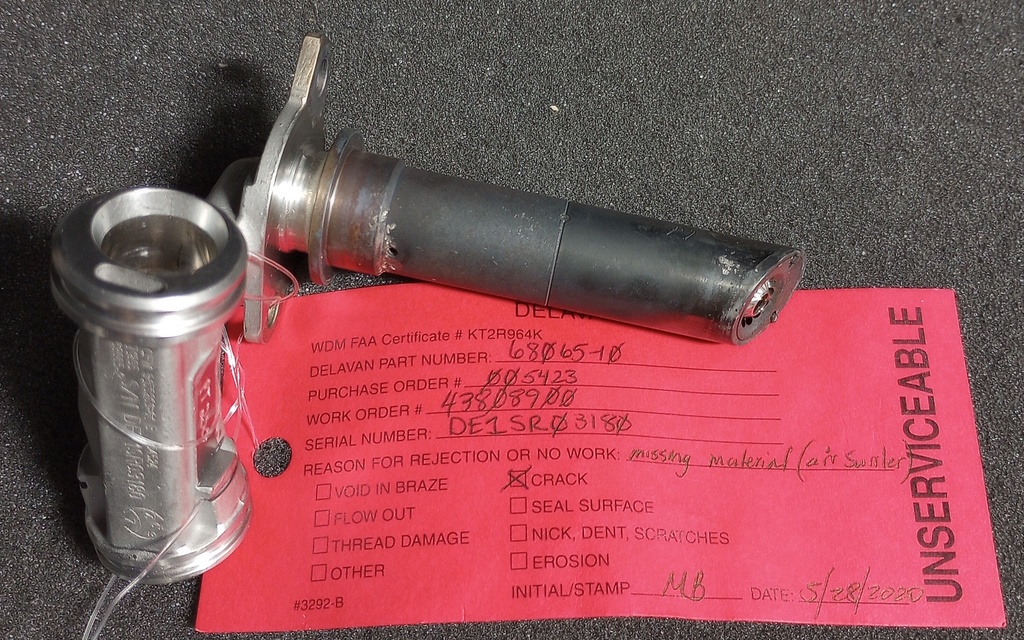 WDM FAA Certificate # KT2R964K
DELAVAN PART NUMBER: 68065-10
PURCHASE ORDER # 005423
WORK ORDER # 43808900
SERIAL NUMBER: DE1SR03180
REASON FOR REJECTION OR NO WORK: missing material (air Swirler)
VOID IN BRAZE
CRACK
FLOW OUT
SEAL SURFACE
THREAD DAMAGE
NICK, DENT, SCRATCHES
OTHER
EROSION
INITIAL/STAMP MB DATE: 5/28/2020
#3292-B
UNSERVICEABLE